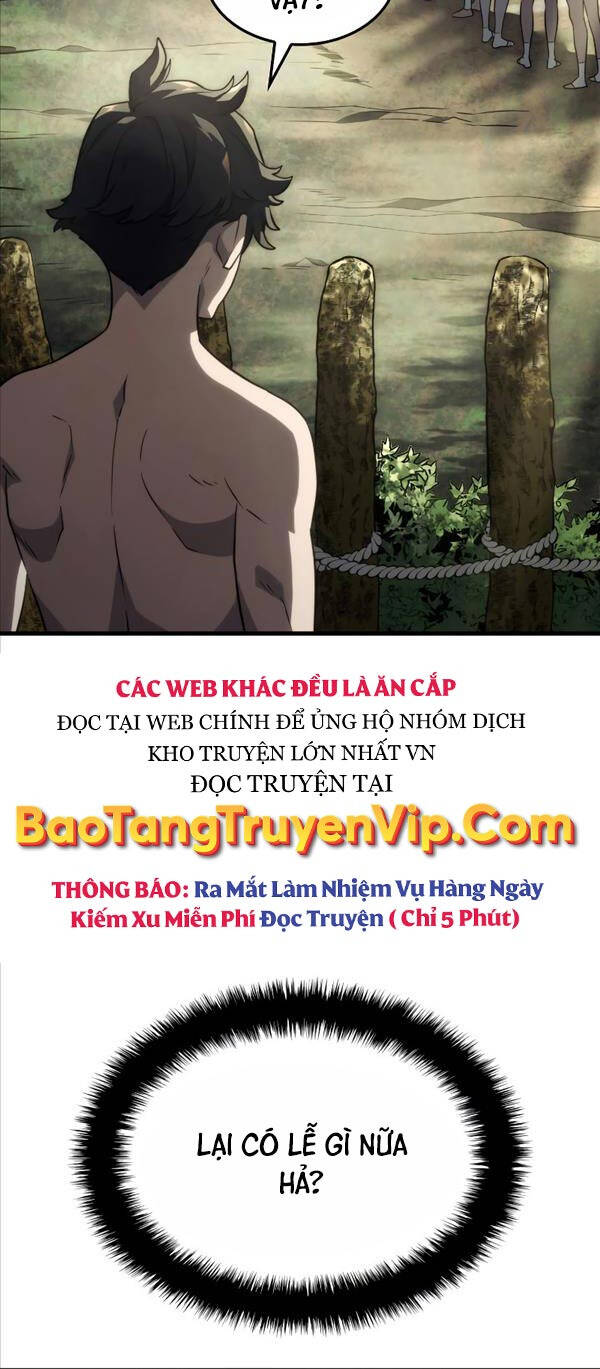 VẬY?
CÁC WEB KHÁC ĐỀU LÀ ĂN CẮP
ĐỌC TẠI WEB CHÍNH ĐỂ ỦNG HỘ NHÓM DỊCH
KHO TRUYỆN LỚN NHẤT VN
ĐỌC TRUYỆN TẠI
BaoTangTruyenVip.Com
THÔNG BÁO: Ra Mắt Làm Nhiệm Vụ Hàng Ngày
Kiếm Xu Miễn Phí Đọc Truyện ( Chỉ 5 Phút)
LẠI CÓ LỄ GÌ NỮA
HẢ?